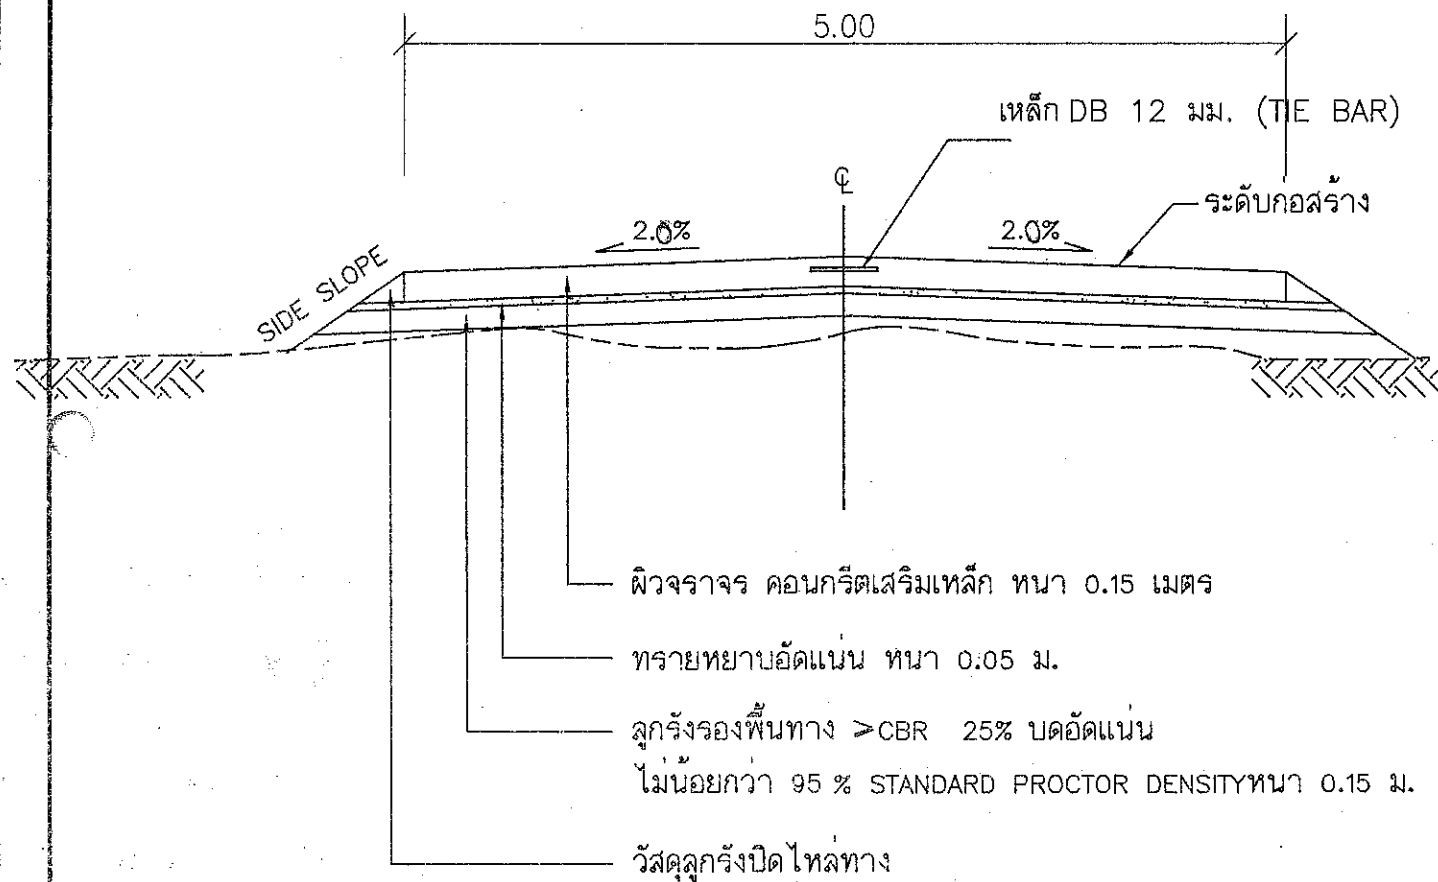 5.00
เหล็ก DB 12 มม. (TIE BAR)
℄
ระดับก่อสร้าง
2.0%
2.0%
SIDE SLOPE
ผิวจราจร คอนกรีตเสริมเหล็ก หนา 0.15 เมตร
ทรายหยาบอัดแน่น หนา 0.05 ม.
ลูกรังรองพื้นทาง >CBR 25% บดอัดแน่น
ไม่น้อยกว่า 95 % STANDARD PROCTOR DENSITYหนา 0.15 ม.
วัสดุลูกรังปิดไหล่ทาง